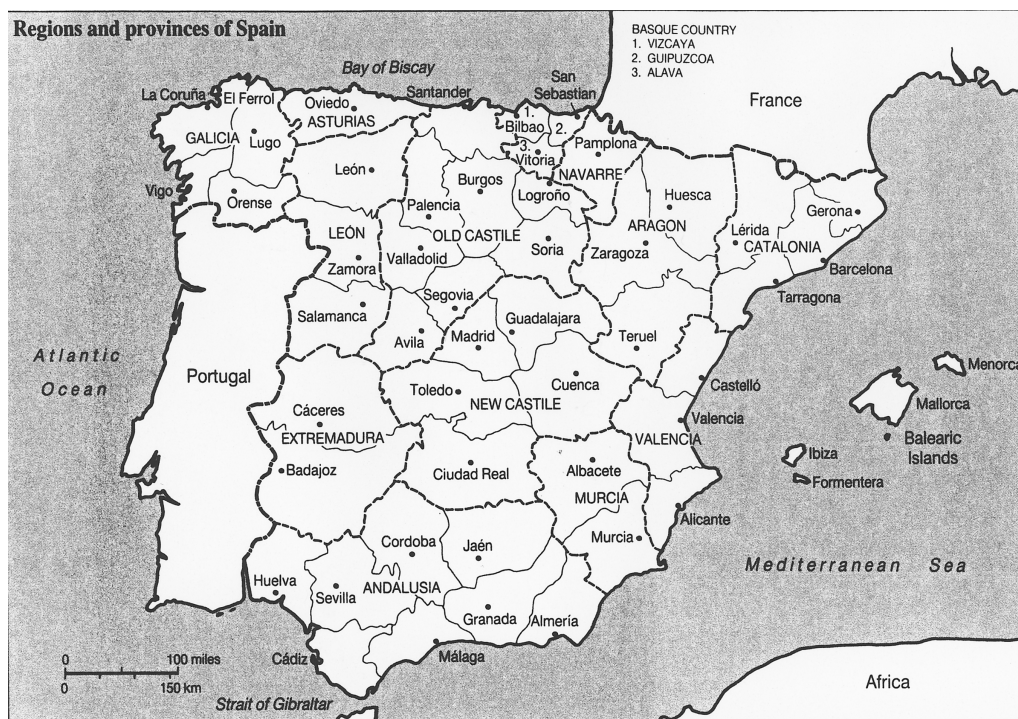 Regions and provinces of Spain
BASQUE COUNTRY
1. VIZCAYA
2. GUIPUZCOA
3. ALAVA
Bay of Biscay
San
Sebastian
France
La Coruña
El Ferrol
Oviedo
ASTURIAS
Santander
1.
Bilbao
2.
3.
Vitoria
Pamplona
GALICIA
Lugo
León
NAVARRE
Vigo
Orense
Burgos
Logroño
Huesca
Palencia
Gerona
LEÓN
OLD CASTILE
Soria
ARAGON
Lérida
CATALONIA
Zamora
Valladolid
Zaragoza
Barcelona
Tarragona
Segovia
Salamanca
Guadalajara
Avila
Madrid
Teruel
Atlantic
Ocean
Portugal
Menorca
Toledo
Cuenca
Castelló
Mallorca
NEW CASTILE
Cáceres
Valencia
EXTREMADURA
VALENCIA
Balearic
Islands
Ibiza
Badajoz
Ciudad Real
Albacete
Formentera
MURCIA
Alicante
Cordoba
Jaén
Murcia
Mediterranean Sea
Huelva
Sevilla
ANDALUSIA
Granada
Almería
Cádiz
Málaga
0 100 miles
0 150 km
Strait of Gibraltar
Africa